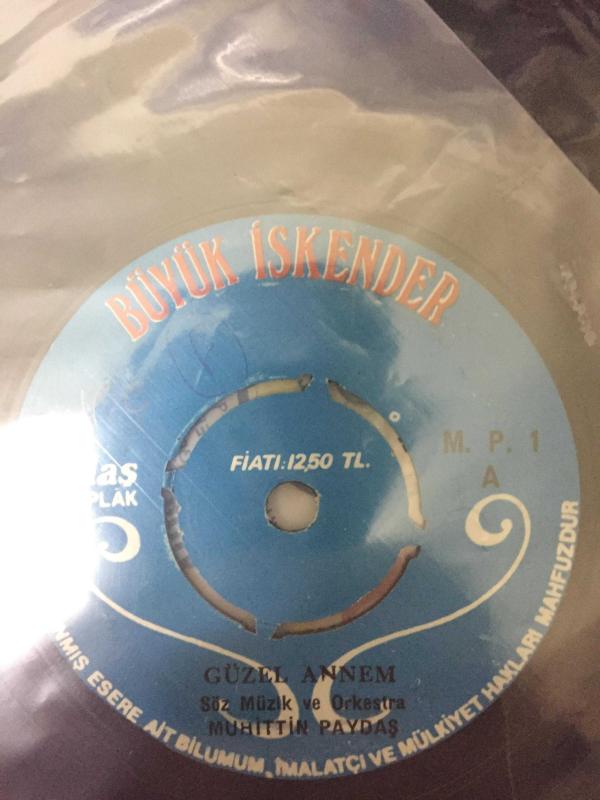 BÜYÜK İSKENDER
M. P. 1
A
FİATI: 12,50 TL.
PLÂK
GÜZEL ANNEM
Söz Müzik ve Orkestra
MUHİTTİN PAYDAŞ
ESERE AİT BİLUMUM, İMALATÇI VE MÜLKİYET HAKLARI MAHFUZDUR